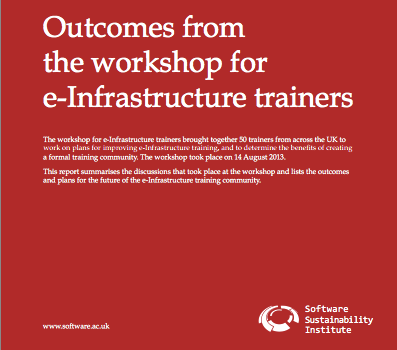 Outcomes from
the workshop for
e-Infrastructure trainers
The workshop for e-Infrastructure trainers brought together 50 trainers from across the UK to
work on plans for improving e-Infrastructure training, and to determine the benefits of creating
a formal training community. The workshop took place on 14 August 2013.
This report summarises the discussions that took place at the workshop and lists the outcomes
and plans for the future of the e-Infrastructure training community.
www.software.ac.uk
Software
Sustainability
Institute